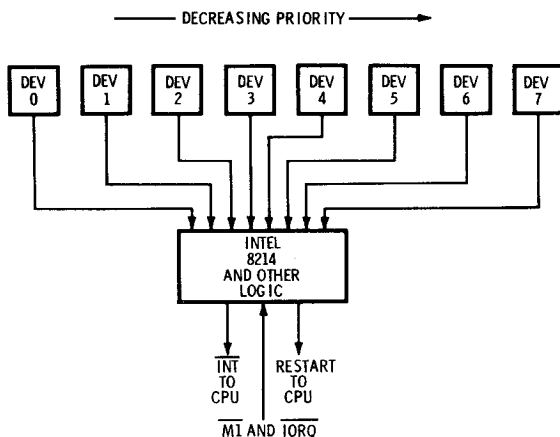 DECREASING PRIORITY
DEV 0
DEV 1
DEV 2
DEV 3
DEV 4
DEV 5
DEV 6
DEV 7
INTEL
8214
AND OTHER
LOGIC
INT
TO
CPU
RESTART
TO
CPU
M1 AND IORQ